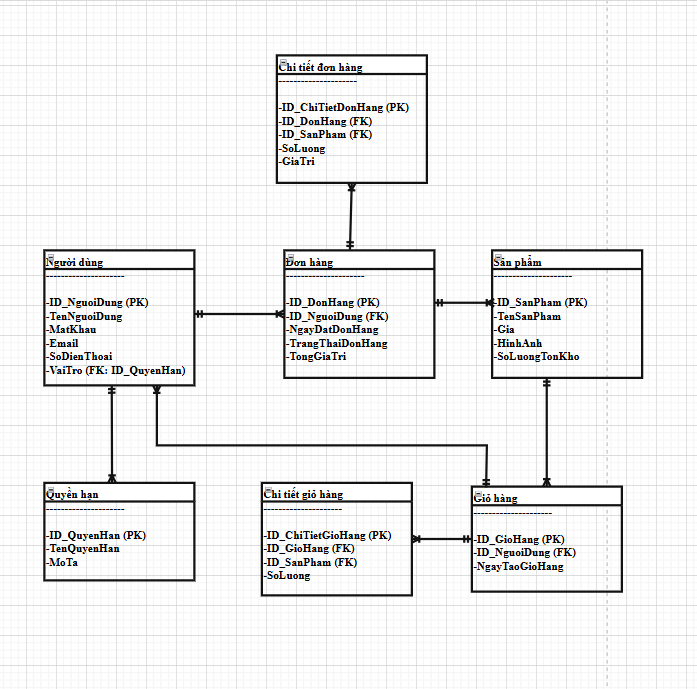 Chi tiết đơn hàng
---------------------
-ID_ChiTietDonHang (PK)
-ID_DonHang (FK)
-ID_SanPham (FK)
-SoLuong
-GiaTri
Người dùng
---------------------
-ID_NguoiDung (PK)
-TenNguoiDung
-MatKhau
-Email
-SoDienThoai
-VaiTro (FK: ID_QuyenHan)
Đơn hàng
---------------------
-ID_DonHang (PK)
-ID_NguoiDung (FK)
-NgayDatDonHang
-TrangThaiDonHang
-TongGiaTri
Sản phẩm
---------------------
-ID_SanPham (PK)
-TenSanPham
-Gia
-HinhAnh
-SoLuongTonKho
Quyền hạn
---------------------
-ID_QuyenHan (PK)
-TenQuyenHan
-MoTa
Chi tiết giỏ hàng
---------------------
-ID_ChiTietGioHang (PK)
-ID_GioHang (FK)
-ID_SanPham (FK)
-SoLuong
Giỏ hàng
---------------------
-ID_GioHang (PK)
-ID_NguoiDung (FK)
-NgayTaoGioHang